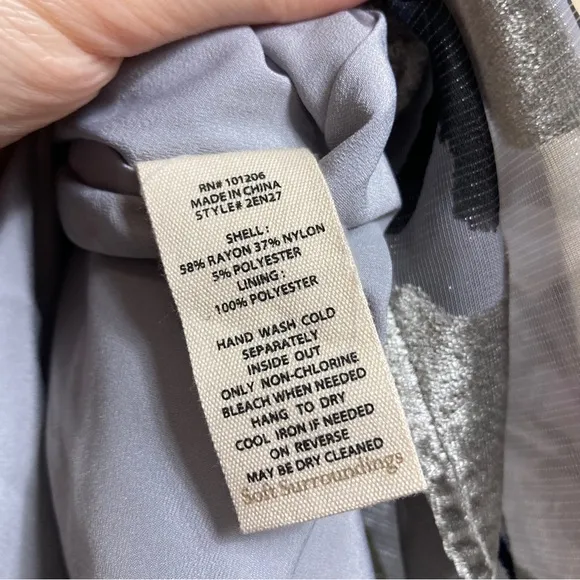 RN# 101206
MADE IN CHINA
STYLE# 2EN27
SHELL :
58% RAYON 37% NYLON
5% POLYESTER
LINING :
100% POLYESTER
HAND WASH COLD
SEPARATELY
INSIDE OUT
ONLY NON-CHLORINE
BLEACH WHEN NEEDED
HANG TO DRY
COOL IRON IF NEEDED
ON REVERSE
MAY BE DRY CLEANED
Soft Surroundings